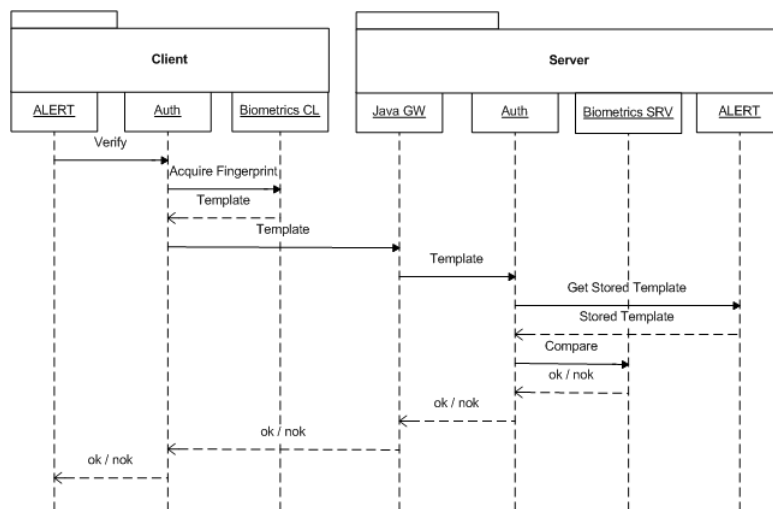 Client
Server
ALERT
Auth
Biometrics CL
Java GW
Auth
Biometrics SRV
ALERT
Verify
Acquire Fingerprint
Template
Template
Template
Get Stored Template
Stored Template
Compare
ok / nok
ok / nok
ok / nok
ok / nok